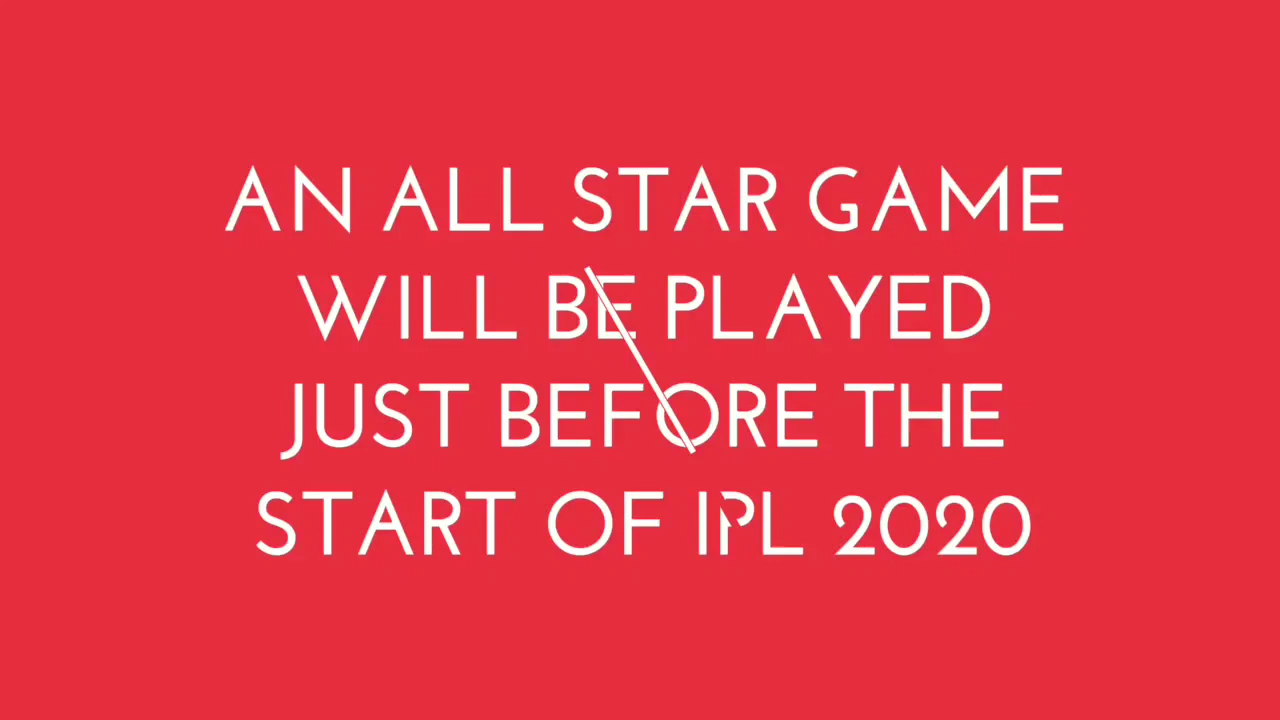 AN ALL STAR GAME
WILL BE PLAYED
JUST BEFORE THE
START OF IPL 2020